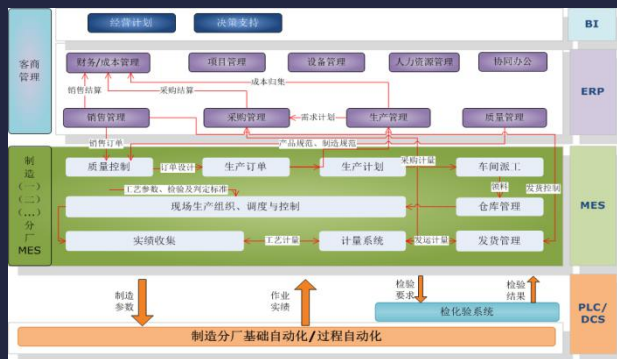 经营计划
决策支持
BI
客商
管理
财务/成本管理
项目管理
设备管理
人力资源管理
协同办公
成本归集
销售结算
采购结算
ERP
销售管理
采购管理
需求计划
生产管理
质量管理
销售订单
产品规范、制造规范
制造
(一)
(二)
(...)
分厂
MES
质量控制
订单设计
生产订单
生产计划
采购计量
车间派工
工艺参数、检验及判定标准
领料
发货控制
现场生产组织、调度与控制
仓库管理
MES
实绩收集
工艺计量
计量系统
发运计量
发货管理
制造
参数
作业
实绩
检验
要求
检验
结果
检化验系统
PLC/
DCS
制造分厂基础自动化/过程自动化